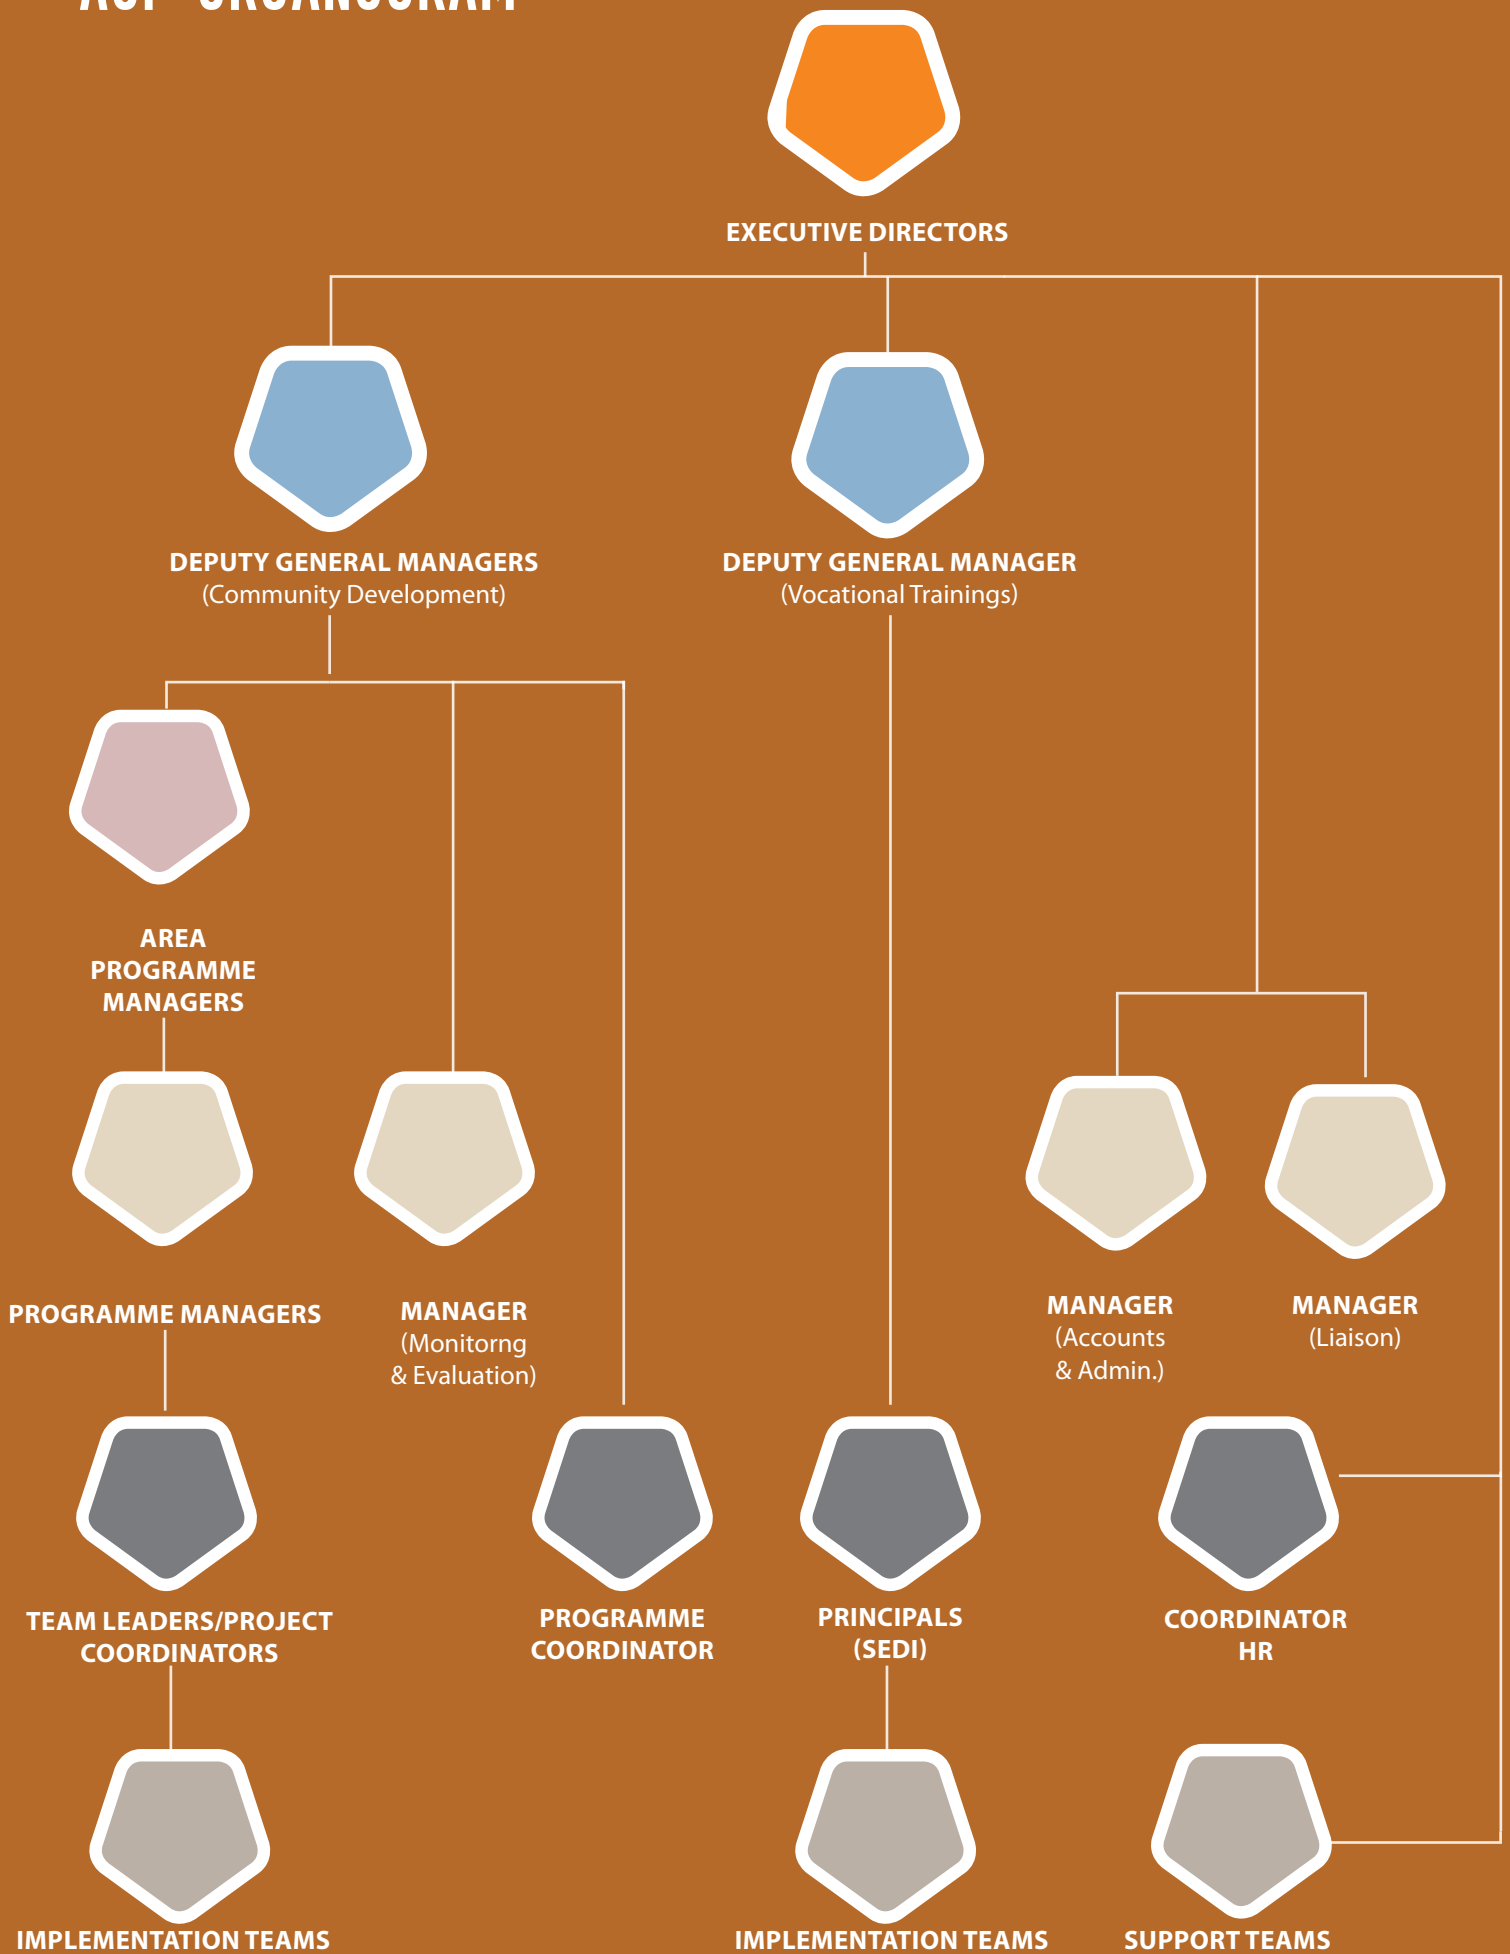 ORGANOGRAM
EXECUTIVE DIRECTORS
DEPUTY GENERAL MANAGERS
(Community Development)
DEPUTY GENERAL MANAGER
(Vocational Trainings)
AREA
PROGRAMME
MANAGERS
PROGRAMME MANAGERS
MANAGER
(Monitorng
& Evaluation)
MANAGER
(Accounts
& Admin.)
MANAGER
(Liaison)
TEAM LEADERS/PROJECT
COORDINATORS
PROGRAMME
COORDINATOR
PRINCIPALS
(SEDI)
COORDINATOR
HR
IMPLEMENTATION TEAMS
IMPLEMENTATION TEAMS
SUPPORT TEAMS